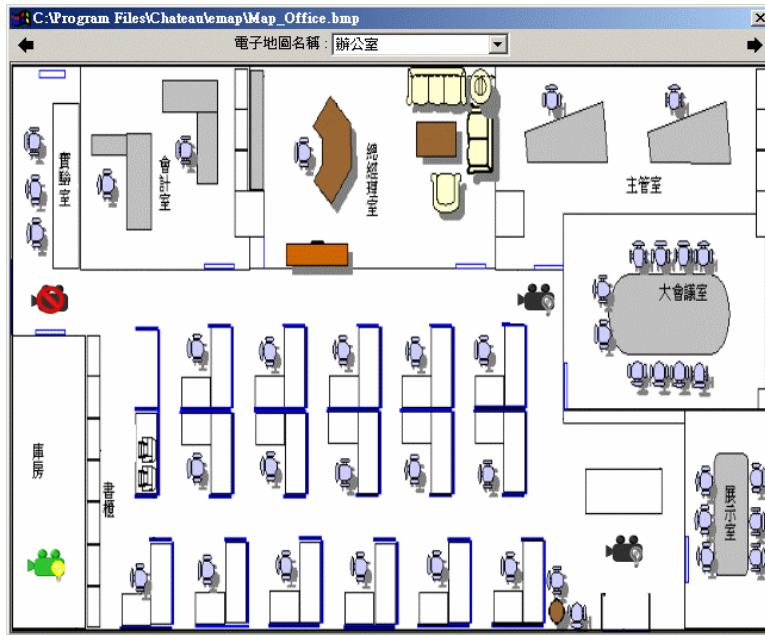 C:\Program Files\Chateau\emap\Map_Office.bmp
電子地圖名稱 : 辦公室
實驗室
會計室
總經理室
主管室
大會議室
庫房
書櫃
展示室